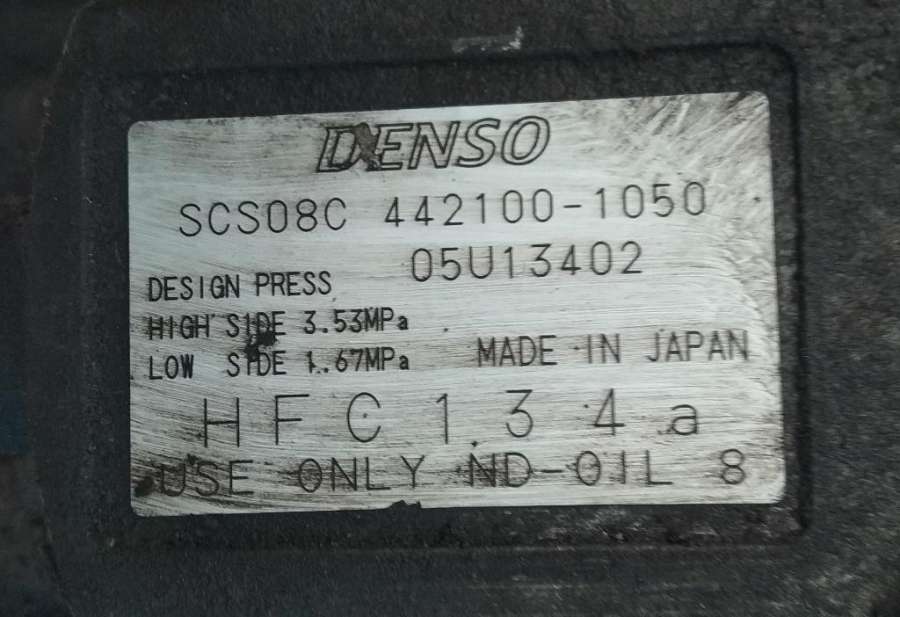 DENSO
SCS08C 442100-1050
05U13402
DESIGN PRESS
HIGH SIDE 3.53MPa
LOW SIDE 1.67MPa
MADE IN JAPAN
HFC134a
USE ONLY ND-OIL 8